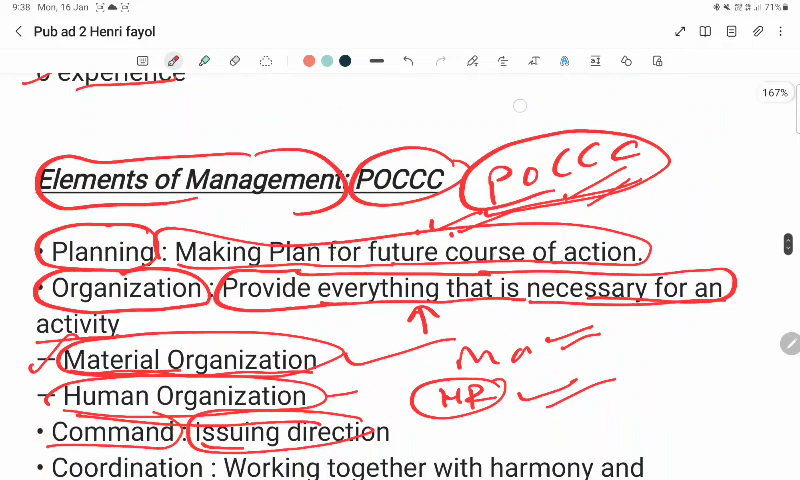 9:38 Mon, 16 Jan 71%
Pub ad 2 Henri fayol
experience
167%
Elements of Management: POCCC POCCC
• Planning : Making Plan for future course of action.
• Organization : Provide everything that is necessary for an
activity
– Material Organization Ma
– Human Organization HR
• Command : Issuing direction
• Coordination : Working together with harmony and